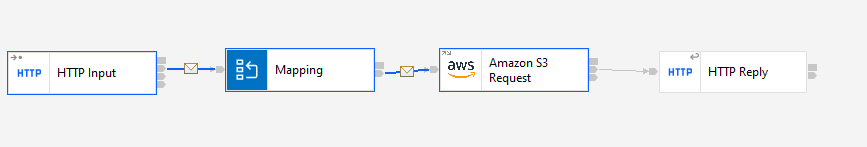 HTTP
HTTP Input
Mapping
aws
Amazon S3
Request
HTTP
HTTP Reply